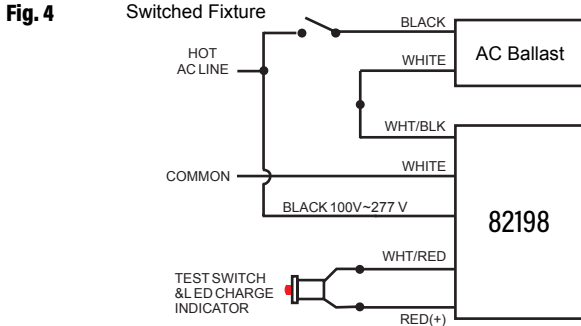 Fig. 4
Switched Fixture
BLACK
HOT
AC LINE
WHITE
AC Ballast
WHT/BLK
WHITE
COMMON
BLACK 100V~277 V
82198
WHT/RED
TEST SWITCH
& LED CHARGE
INDICATOR
RED(+)